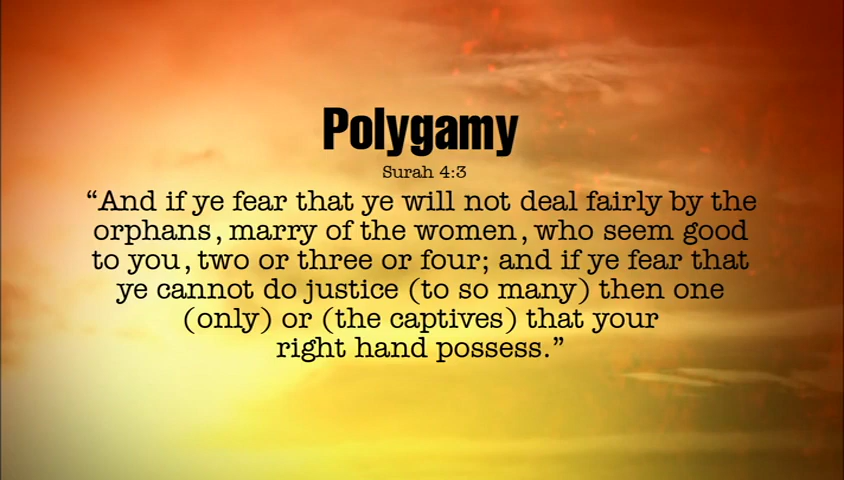 Polygamy
Surah 4:3
“And if ye fear that ye will not deal fairly by the
orphans, marry of the women, who seem good
to you, two or three or four; and if ye fear that
ye cannot do justice (to so many) then one
(only) or (the captives) that your
right hand possess.”